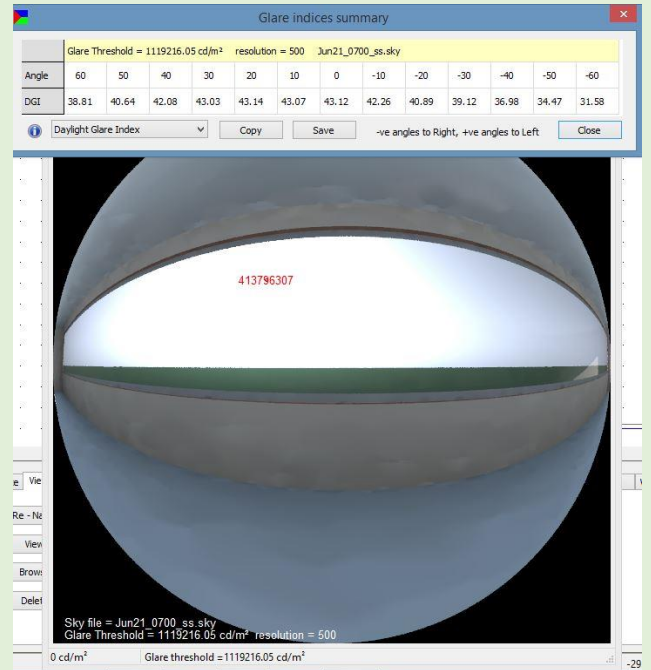 Glare indices summary
Glare Threshold = 1119216.05 cd/m² resolution = 500 Jun21_0700_ss.sky
Angle 60 50 40 30 20 10 0 -10 -20 -30 -40 -50 -60
DGI 38.81 40.64 42.08 43.03 43.14 43.07 43.12 42.26 40.89 39.12 36.98 34.47 31.58
Daylight Glare Index Copy Save -ve angles to Right, +ve angles to Left Close
413796307
Vie
Re - Na
View
Brow
Delet
Sky file = Jun21_0700_ss.sky
Glare Threshold = 1119216.05 cd/m² resolution = 500
0 cd/m² Glare threshold =1119216.05 cd/m²
-29